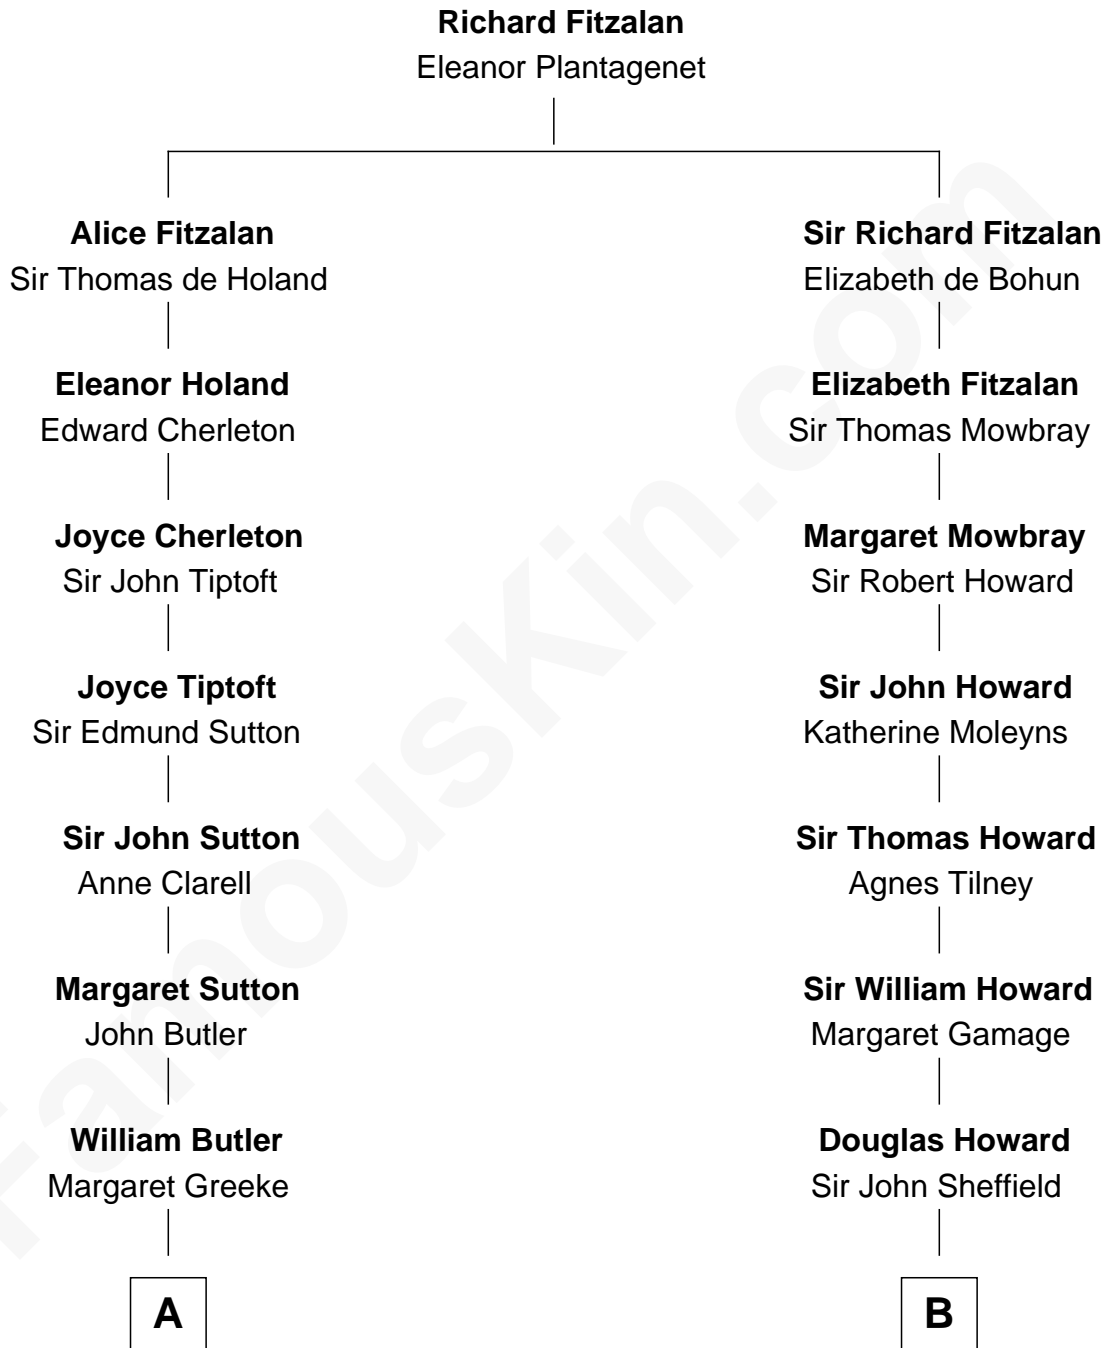 Richard Fitzalan
Eleanor Plantagenet
Alice Fitzalan
Sir Thomas de Holand
Sir Richard Fitzalan
Elizabeth de Bohun
Eleanor Holand
Edward Cherleton
Elizabeth Fitzalan
Sir Thomas Mowbray
Joyce Cherleton
Sir John Tiptoft
Margaret Mowbray
Sir Robert Howard
Joyce Tiptoft
Sir Edmund Sutton
Sir John Howard
Katherine Moleyns
Sir John Sutton
Anne Clarell
Sir Thomas Howard
Agnes Tilney
Margaret Sutton
John Butler
Sir William Howard
Margaret Gamage
William Butler
Margaret Greeke
Douglas Howard
Sir John Sheffield
A
B
FamousKin.com